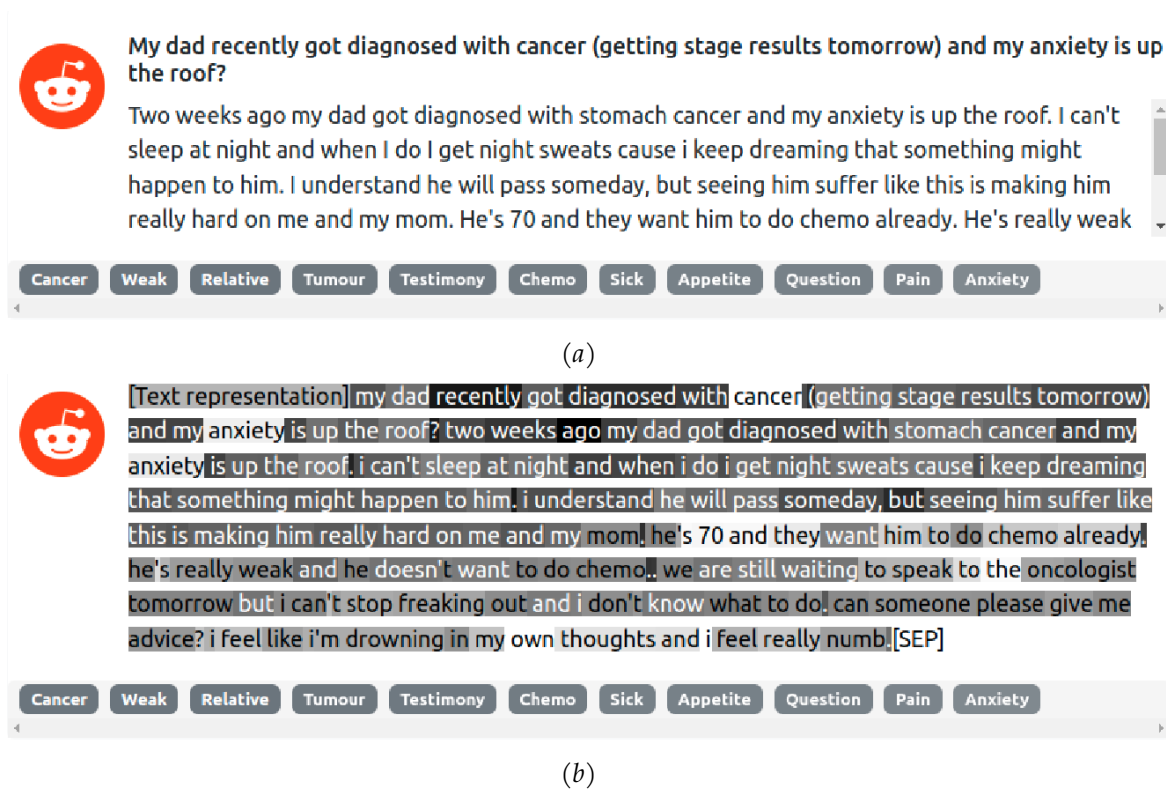 My dad recently got diagnosed with cancer (getting stage results tomorrow) and my anxiety is up
the roof?
Two weeks ago my dad got diagnosed with stomach cancer and my anxiety is up the roof. I can't
sleep at night and when I do I get night sweats cause i keep dreaming that something might
happen to him. I understand he will pass someday, but seeing him suffer like this is making him
really hard on me and my mom. He's 70 and they want him to do chemo already. He's really weak
Cancer Weak Relative Tumour Testimony Chemo Sick Appetite Question Pain Anxiety
(a)
[Text representation] my dad recently got diagnosed with cancer (getting stage results tomorrow)
and my anxiety is up the roof? two weeks ago my dad got diagnosed with stomach cancer and my
anxiety is up the roof. i can't sleep at night and when i do i get night sweats cause i keep dreaming
that something might happen to him. i understand he will pass someday, but seeing him suffer like
this is making him really hard on me and my mom. he's 70 and they want him to do chemo already.
he's really weak and he doesn't want to do chemo.. we are still waiting to speak to the oncologist
tomorrow but i can't stop freaking out and i don't know what to do. can someone please give me
advice? i feel like i'm drowning in my own thoughts and i feel really numb.[SEP]
Cancer Weak Relative Tumour Testimony Chemo Sick Appetite Question Pain Anxiety
(b)